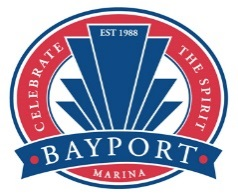 EST 1988
CELEBRATE THE SPIRIT
BAYPORT
MARINA